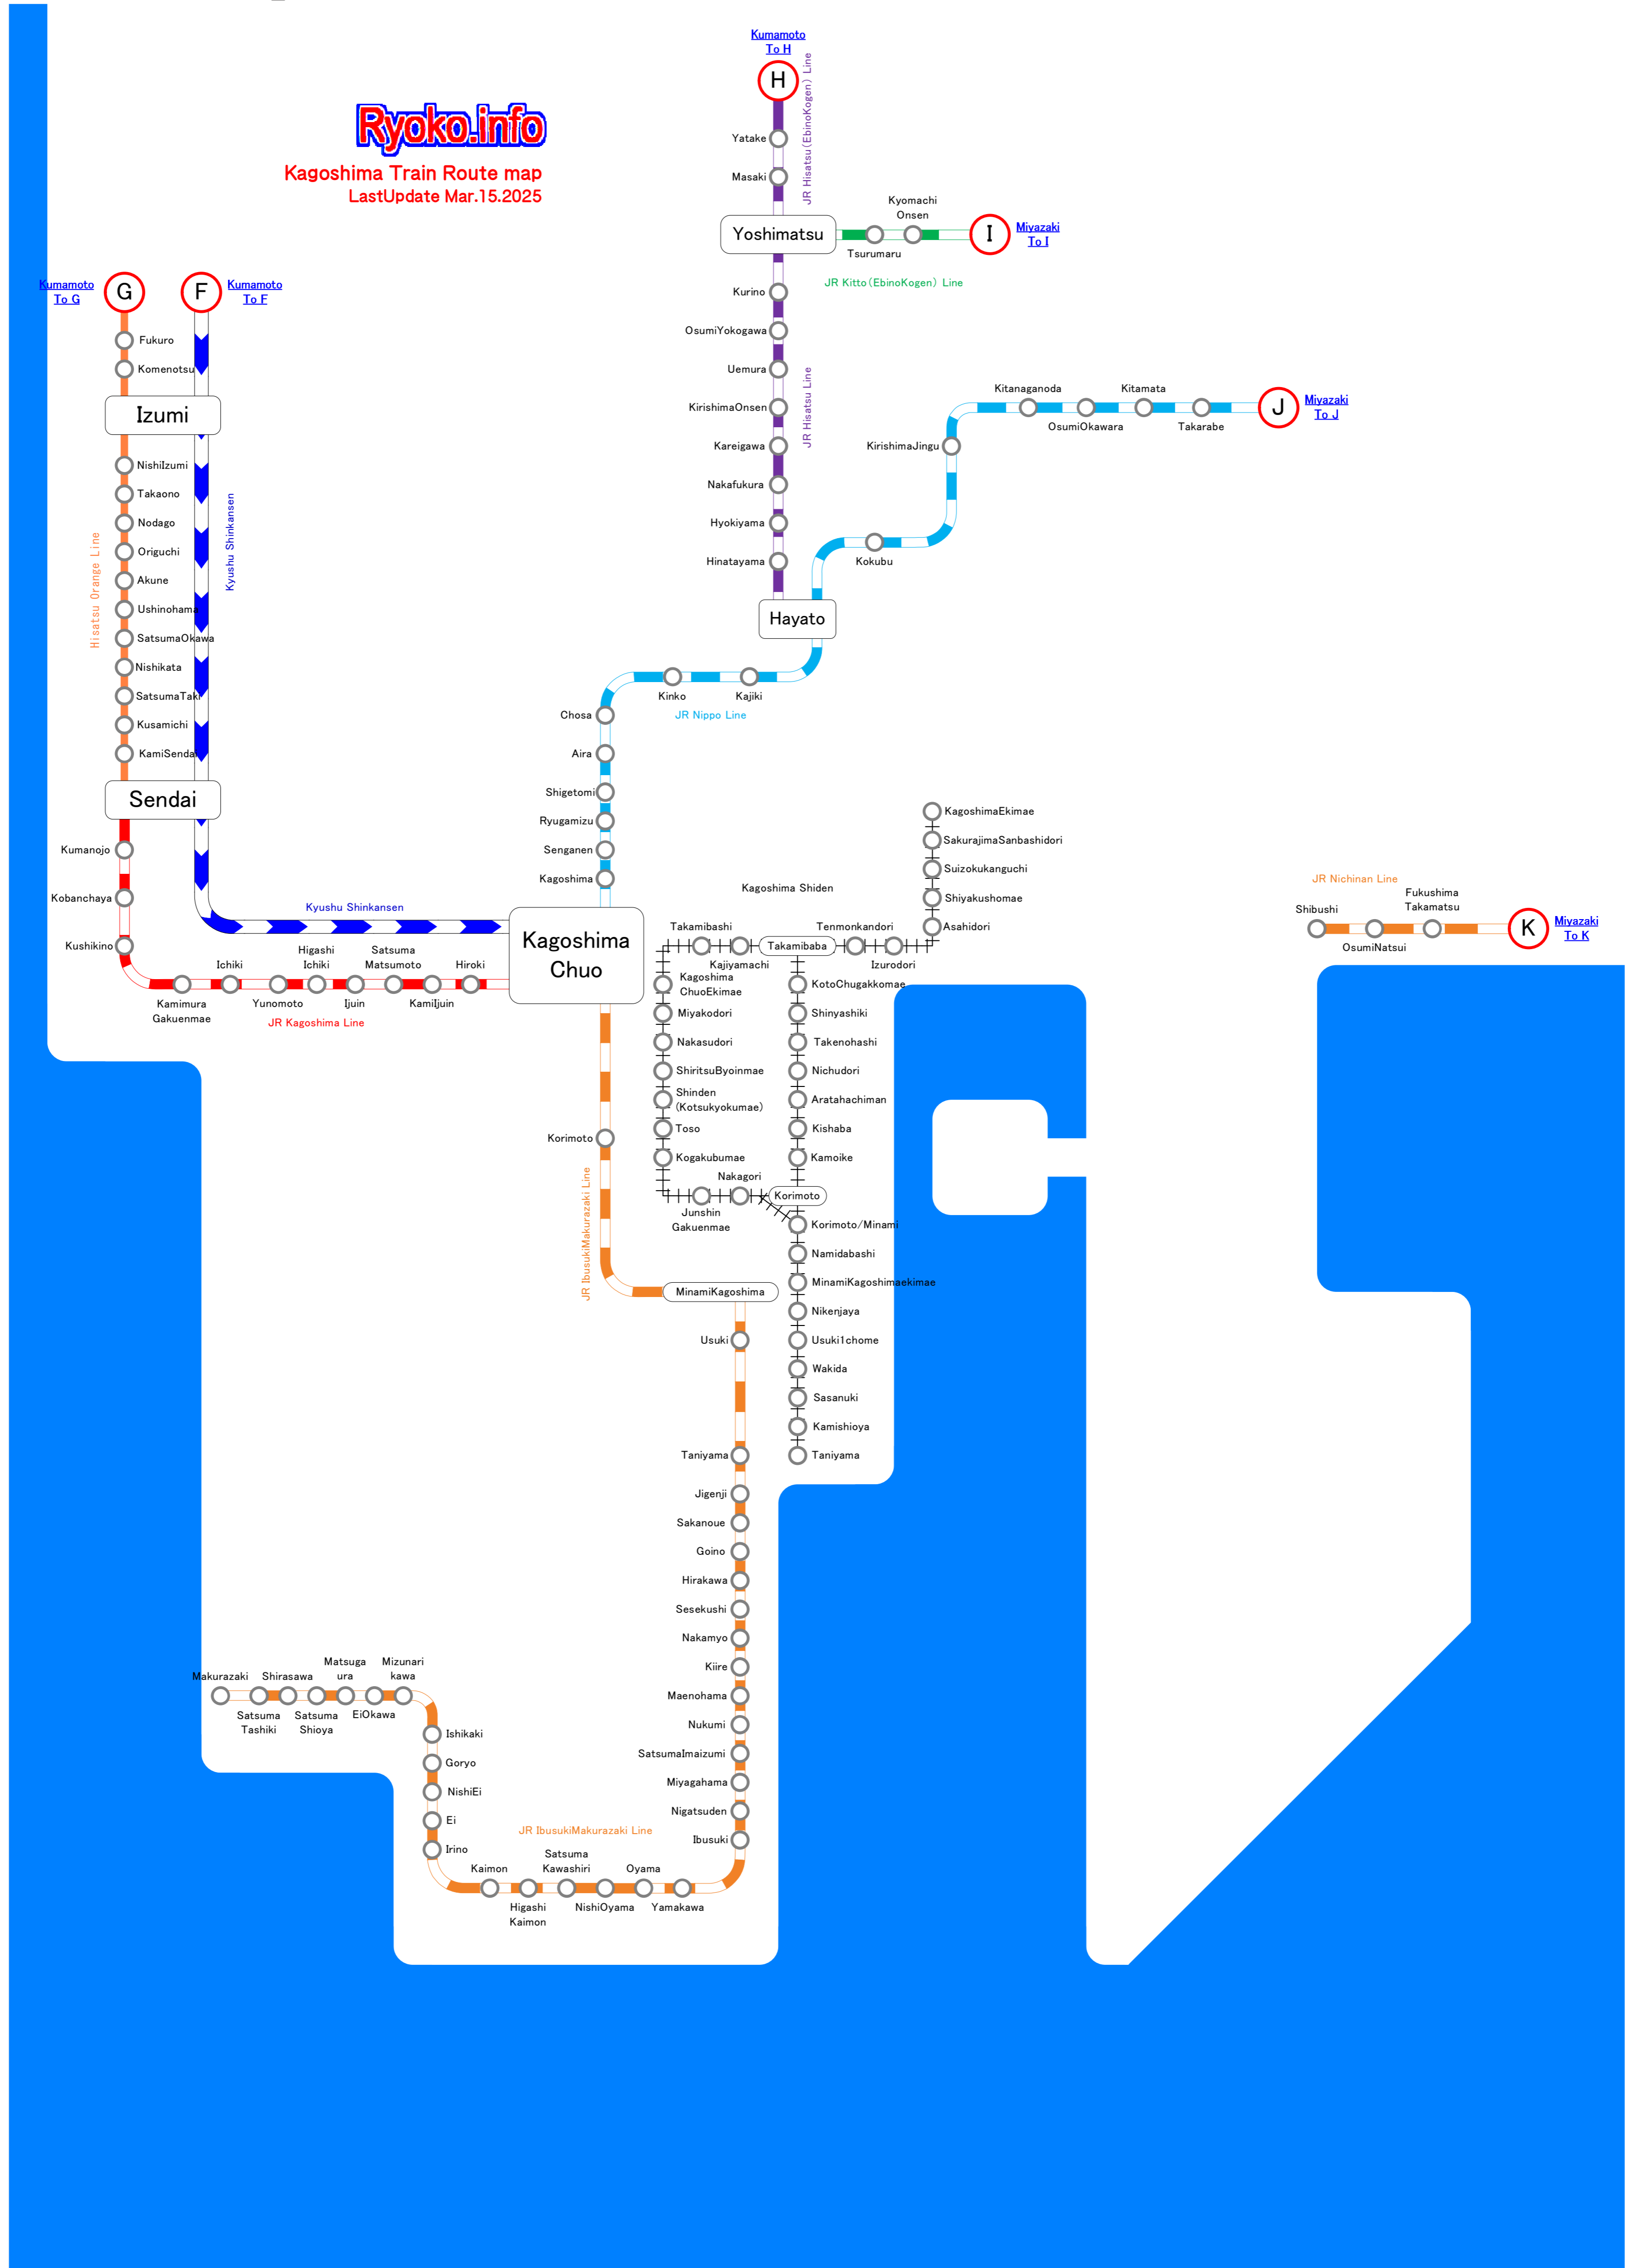 Kumamoto
To H
H
JR Hisatsu(EbinoKogen) Line
Ryoko.info
Kagoshima Train Route map
LastUpdate Mar.15.2025
Yatake
Masaki
Yoshimatsu
Kyomachi
Onsen
Tsurumaru
I
Miyazaki
To I
JR Kitto(EbinoKogen) Line
Kumamoto
To G
G
F
Kumamoto
To F
Fukuro
Komenotsu
Izumi
NishiIzumi
Takaono
Nodago
Origuchi
Akune
Ushinohama
SatsumaOkawa
Nishikata
SatsumaTaki
Kusamichi
KamiSendai
Hisatsu Orange Line
Kyushu Shinkansen
Sendai
Kurino
OsumiYokogawa
Uemura
KirishimaOnsen
Kareigawa
Nakafukura
Hyokiyama
Hinatayama
JR Hisatsu Line
Hayato
Kitanaganoda
Kitamata
OsumiOkawara
Takarabe
J
Miyazaki
To J
KirishimaJingu
Kokubu
Kinko
Kajiki
JR Nippo Line
Chosa
Aira
Shigetomi
Ryugamizu
Senganen
Kagoshima
Kumanojo
Kobanchaya
Kushikino
Kyushu Shinkansen
Kagoshima
Chuo
Kamimura
Gakuenmae
Ichiki
Yunomoto
Higashi
Ichiki
Ijuin
Satsuma
Matsumoto
KamiIjuin
Hiroki
JR Kagoshima Line
KagoshimaEkimae
SakurajimaSanbashidori
Suizokukanguchi
Shiyakushomae
Asahidori
Kagoshima Shiden
Takamibashi
Kajiyamachi
Takamibaba
Tenmonkandori
Izurodori
JR Nichinan Line
Shibushi
OsumiNatsui
Fukushima
Takamatsu
K
Miyazaki
To K
Kagoshima
ChuoEkimae
Miyakodori
Nakasudori
ShiritsuByoinmae
Shinden
(Kotsukyokumae)
Toso
Kogakubumae
Junshin
Gakuenmae
Nakagori
KotoChugakkomae
Shinyashiki
Takenohashi
Nichudori
Aratahachiman
Kishaba
Kamoike
Korimoto
Korimoto/Minami
Namidabashi
MinamiKagoshimaekimae
Nikenjaya
Usuki1chome
Wakida
Sasanuki
Kamishioya
Taniyama
Korimoto
JR IbusukiMakurazaki Line
MinamiKagoshima
Usuki
Taniyama
Jigenji
Sakanoue
Goino
Hirakawa
Sesekushi
Nakamyo
Kiire
Maenohama
Nukumi
SatsumaImaizumi
Miyagahama
Nigatsuden
Ibusuki
Makurazaki
Satsuma
Tashiki
Shirasawa
Satsuma
Shioya
Matsuga
ura
EiOkawa
Mizunari
kawa
Ishikaki
Goryo
NishiEi
Ei
Irino
JR IbusukiMakurazaki Line
Kaimon
Higashi
Kaimon
Satsuma
Kawashiri
NishiOyama
Oyama
Yamakawa